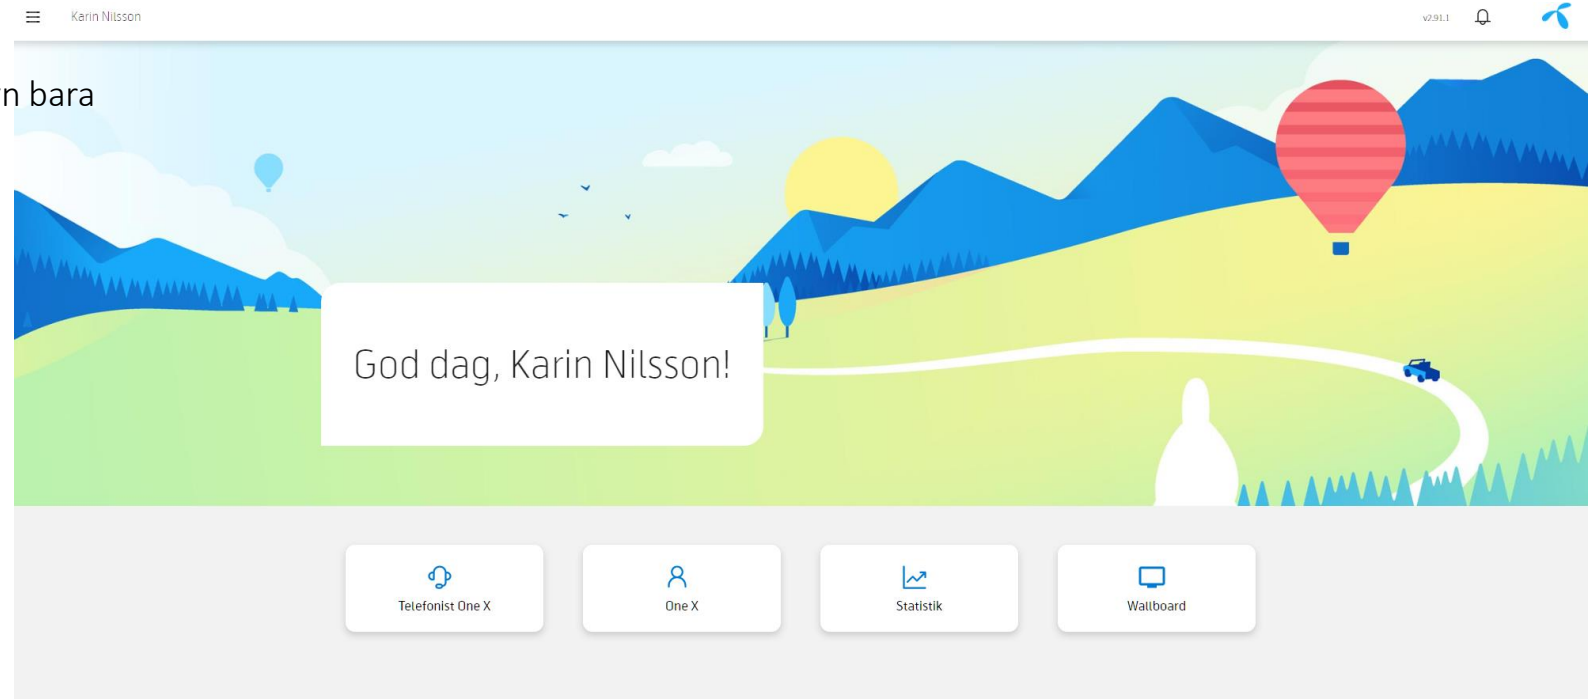 Karin Nilsson
v2.91.1
bara
God dag, Karin Nilsson!
Telefonist One X
One X
Statistik
Wallboard